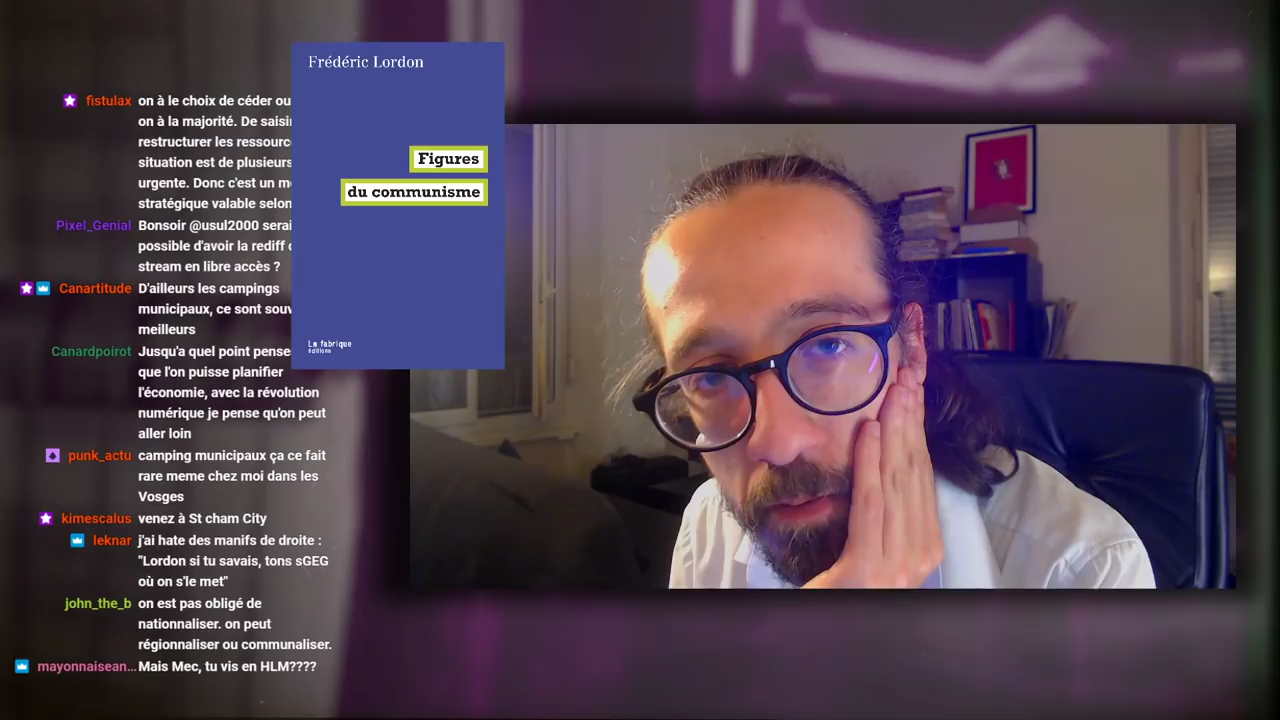 fistulax on à le choix de céder ou
on à la majorité. De saisir
restructurer les
situation est de plusieurs
urgente. Donc c'est un
stratégique valable selon
Pixel_Genial Bonsoir @usul2000
possible d'avoir la rediff
stream en libre accès ?
Canartitude D'ailleurs les campings
municipaux, ce sont
meilleurs
Canardpoirot Jusqu'a quel point
que l'on puisse planifier
l'économie, avec la révolution
numérique je pense qu'on peut
aller loin
punk_actu camping municipaux ça ce fait
rare meme chez moi dans les
Vosges
kimescalus venez à St cham City
leknar j'ai hate des manifs de droite :
"Lordon si tu savais, tons sGEG
où on s'le met"
john_the_b on est pas obligé de
nationnaliser. on peut
régionnaliser ou communaliser.
mayonnaisean... Mais Mec, tu vis en HLM????
Frédéric Lordon
Figures
du communisme
La fabrique
éditions